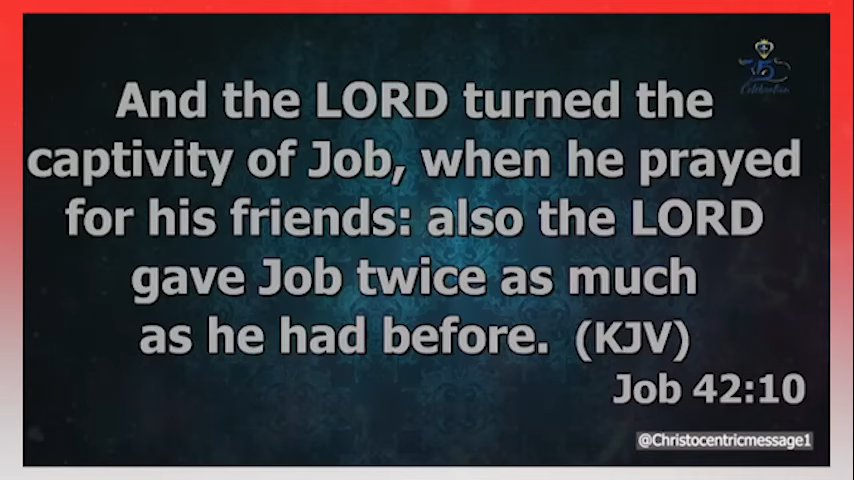 And the LORD turned the
captivity of Job, when he prayed
for his friends: also the LORD
gave Job twice as much
as he had before. (KJV)
Job 42:10
@Christocentricmessage1